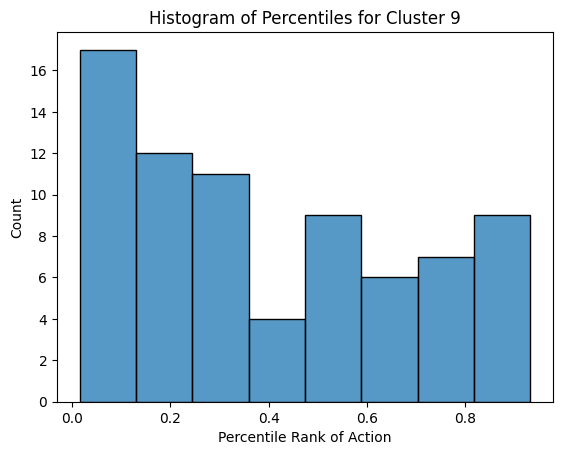 Histogram of Percentiles for Cluster 9
16
14
12
10
8
6
4
2
0
Count
0.0 0.2 0.4 0.6 0.8
Percentile Rank of Action